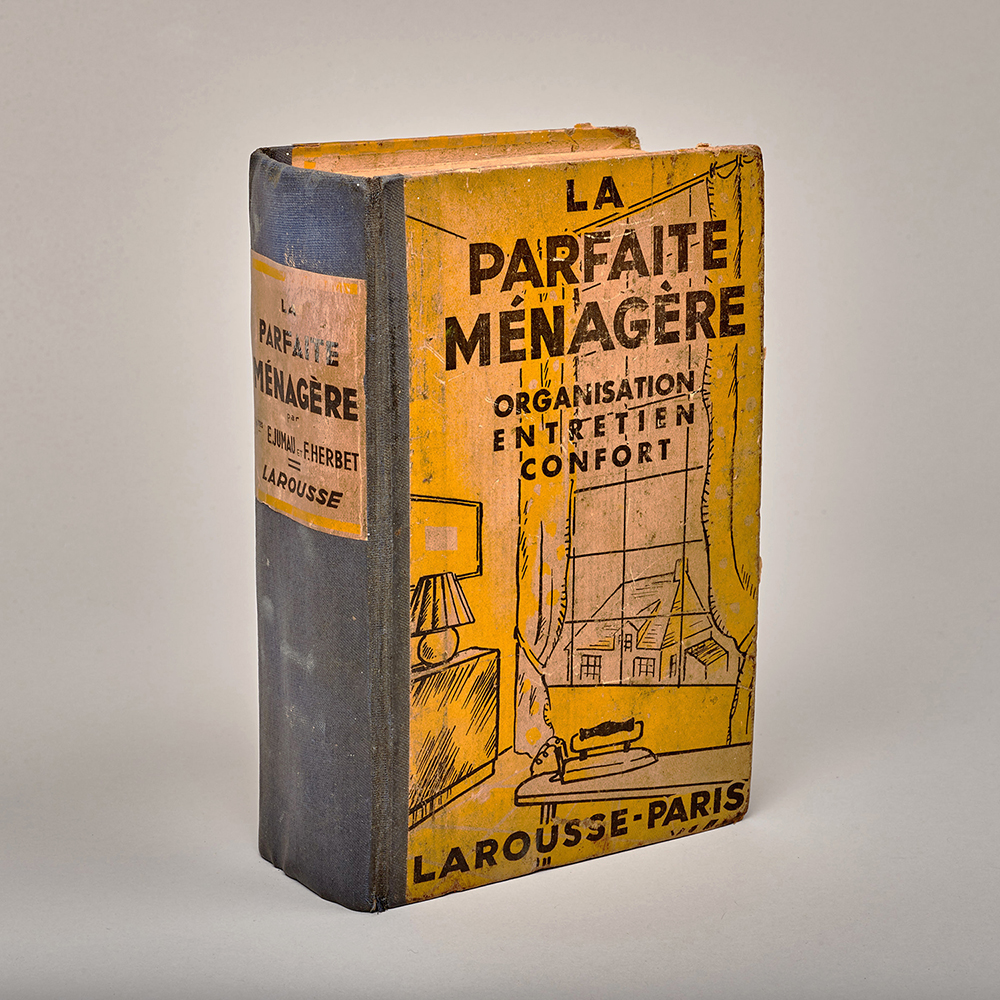 LA
PARFAITE
MÉNAGÈRE
par
E.JUMAU ET F.HERBET
LAROUSSE
LA
PARFAITE
MÉNAGÈRE
ORGANISATION
ENTRETIEN
CONFORT
LAROUSSE-PARIS